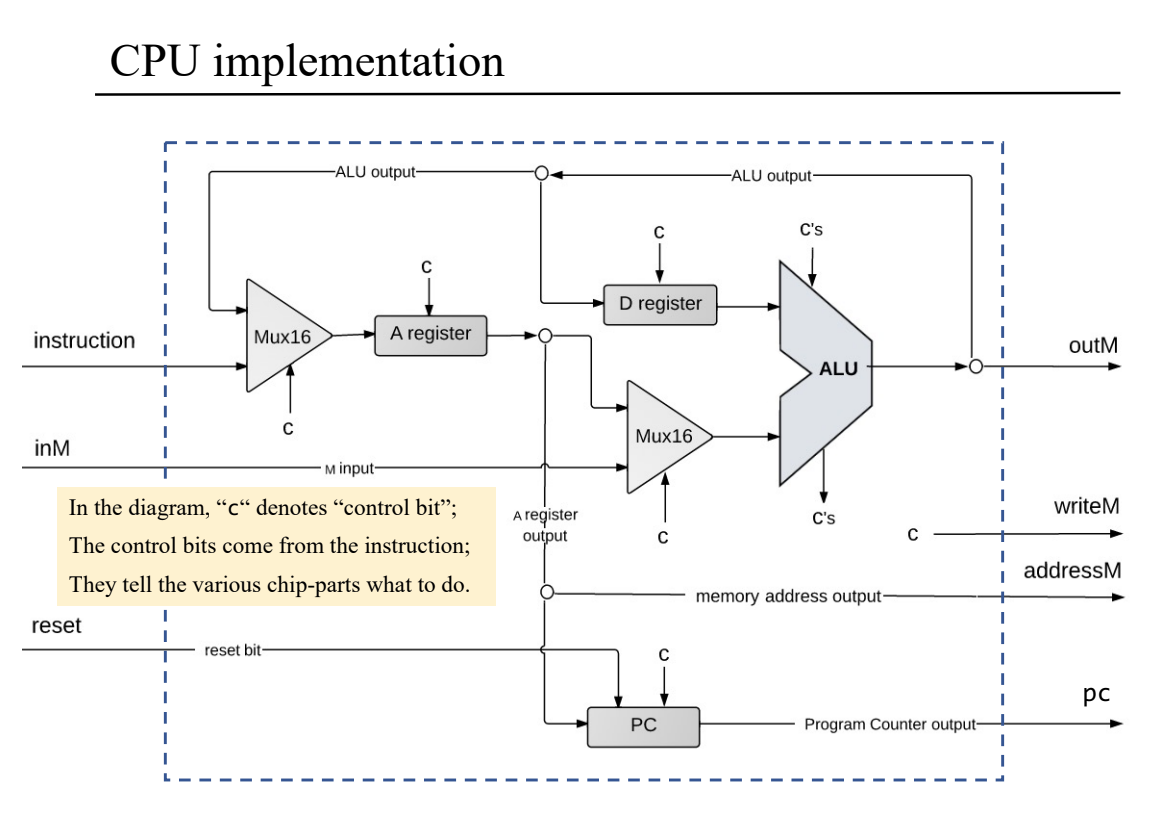 CPU implementation
ALU output
ALU output
c
c's
c
D register
Mux16
A register
instruction
outM
ALU
c
Mux16
inM
M input
In the diagram, “c“ denotes “control bit”;
The control bits come from the instruction;
They tell the various chip-parts what to do.
A register
output
c
c's
c
writeM
addressM
memory address output
reset
reset bit
c
pc
PC
Program Counter output